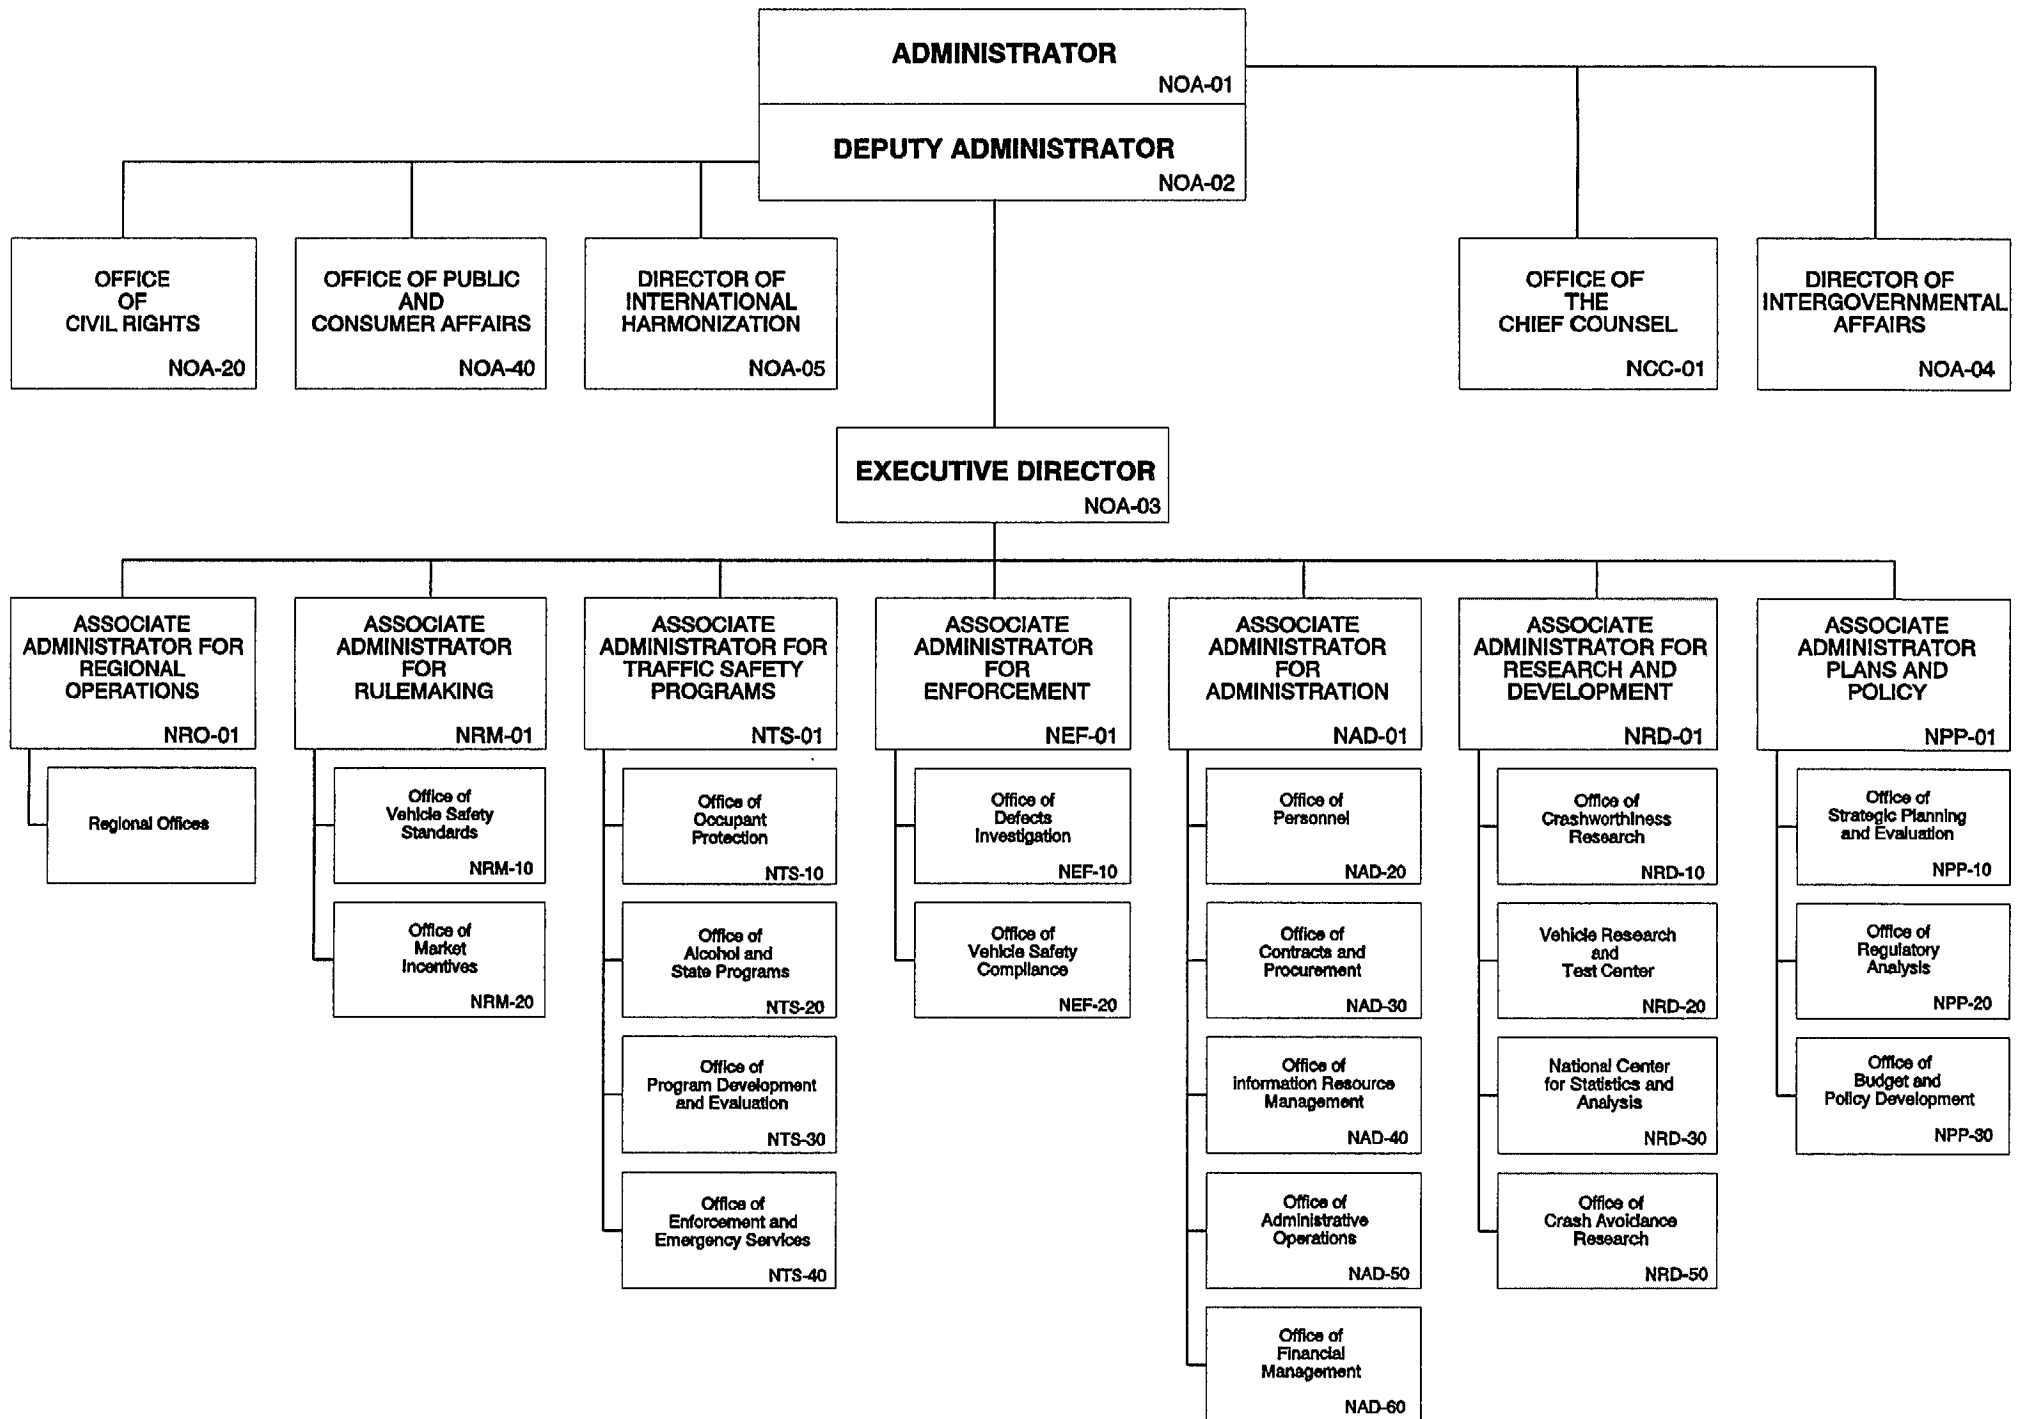 ADMINISTRATOR
NOA-01
DEPUTY ADMINISTRATOR
NOA-02
OFFICE
OF
CIVIL RIGHTS
NOA-20
OFFICE OF PUBLIC
AND
CONSUMER AFFAIRS
NOA-40
DIRECTOR OF
INTERNATIONAL
HARMONIZATION
NOA-05
OFFICE OF
THE
CHIEF COUNSEL
NCC-01
DIRECTOR OF
INTERGOVERNMENTAL
AFFAIRS
NOA-04
EXECUTIVE DIRECTOR
NOA-03
ASSOCIATE
ADMINISTRATOR FOR
REGIONAL
OPERATIONS
NRO-01
Regional Offices
ASSOCIATE
ADMINISTRATOR
FOR
RULEMAKING
NRM-01
Office of
Vehicle Safety
Standards
NRM-10
Office of
Market
Incentives
NRM-20
ASSOCIATE
ADMINISTRATOR FOR
TRAFFIC SAFETY
PROGRAMS
NTS-01
Office of
Occupant
Protection
NTS-10
Office of
Alcohol and
State Programs
NTS-20
Office of
Program Development
and Evaluation
NTS-30
Office of
Enforcement and
Emergency Services
NTS-40
ASSOCIATE
ADMINISTRATOR
FOR
ENFORCEMENT
NEF-01
Office of
Defects
Investigation
NEF-10
Office of
Vehicle Safety
Compliance
NEF-20
ASSOCIATE
ADMINISTRATOR
FOR
ADMINISTRATION
NAD-01
Office of
Personnel
NAD-20
Office of
Contracts and
Procurement
NAD-30
Office of
Information Resource
Management
NAD-40
Office of
Administrative
Operations
NAD-50
Office of
Financial
Management
NAD-60
ASSOCIATE
ADMINISTRATOR FOR
RESEARCH AND
DEVELOPMENT
NRD-01
Office of
Crashworthiness
Research
NRD-10
Vehicle Research
and
Test Center
NRD-20
National Center
for Statistics and
Analysis
NRD-30
Office of
Crash Avoidance
Research
NRD-50
ASSOCIATE
ADMINISTRATOR
PLANS AND
POLICY
NPP-01
Office of
Strategic Planning
and Evaluation
NPP-10
Office of
Regulatory
Analysis
NPP-20
Office of
Budget and
Policy Development
NPP-30